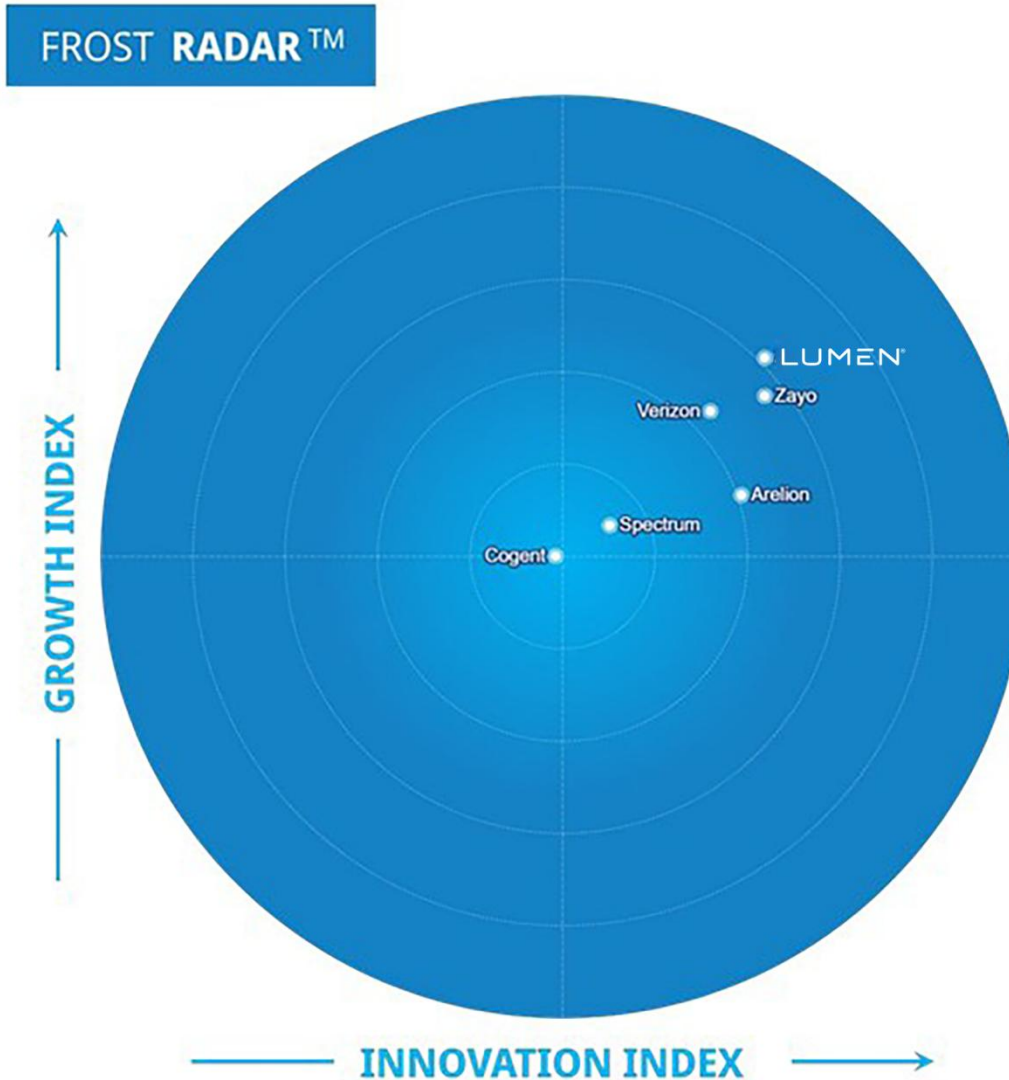 FROST RADAR™
GROWTH INDEX
LUMEN®
Zayo
Verizon
Arelion
Spectrum
Cogent
INNOVATION INDEX